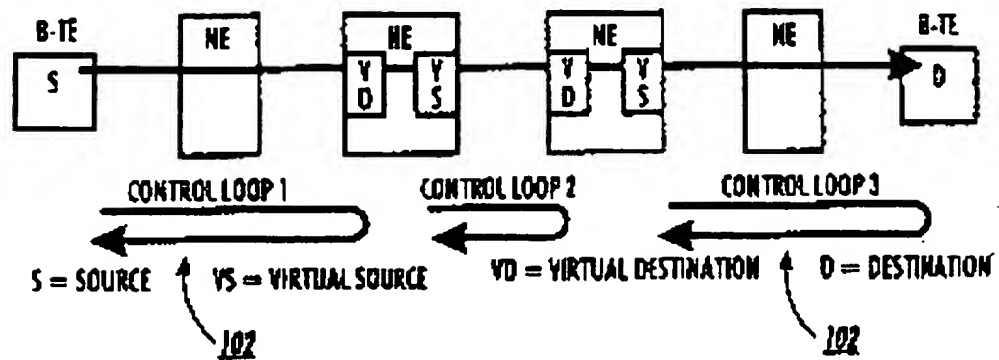 B-TE NE NE NE NE B-TE
S V D V S V D V S D
CONTROL LOOP 1 CONTROL LOOP 2 CONTROL LOOP 3
S = SOURCE VS = VIRTUAL SOURCE VD = VIRTUAL DESTINATION D = DESTINATION
102 102